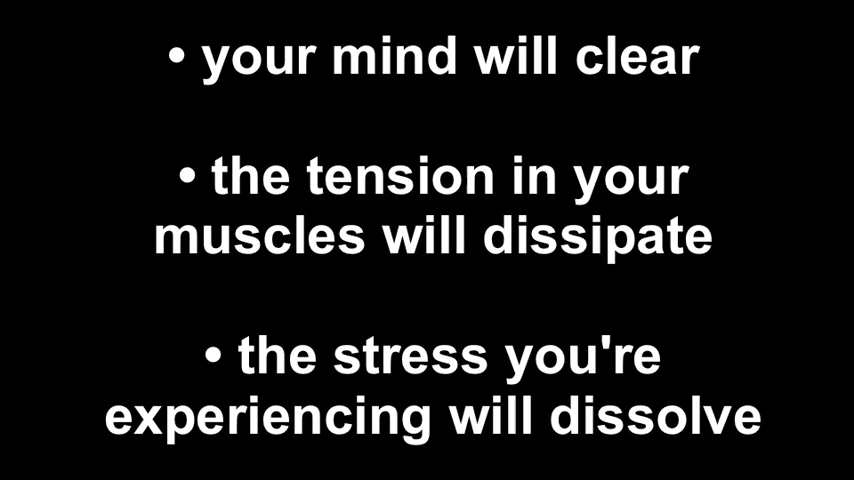 • your mind will clear
• the tension in your
muscles will dissipate
• the stress you're
experiencing will dissolve